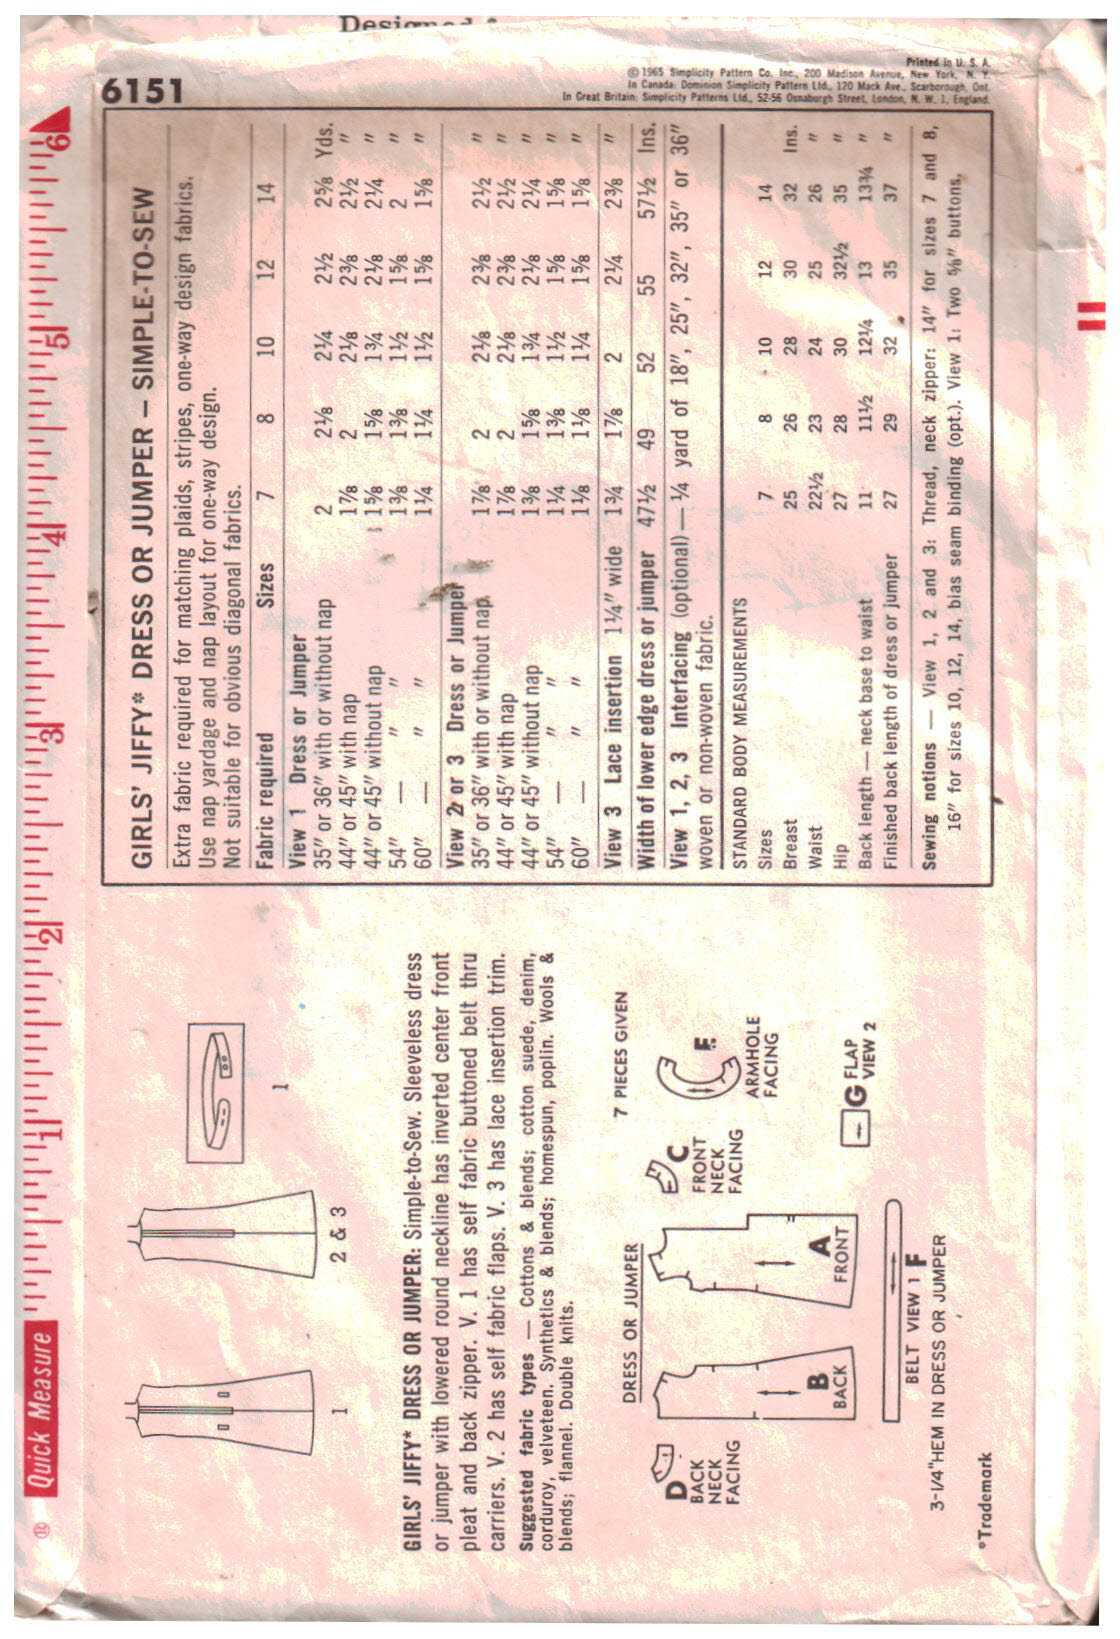 Designed
6151
Printed in U. S. A.
© 1965 Simplicity Pattern Co. Inc., 200 Madison Avenue, New York, N. Y.
In Canada: Dominion Simplicity Pattern Ltd., 120 Mack Ave., Scarborough, Ont.
In Great Britain: Simplicity Patterns Ltd., 52-56 Osnaburgh Street, London, N. W. 1, England.
® Quick Measure 1 2 3 4 5 6
GIRLS' JIFFY* DRESS OR JUMPER — SIMPLE-TO-SEW
Extra fabric required for matching plaids, stripes, one-way design fabrics.
Use nap yardage and nap layout for one-way design.
Not suitable for obvious diagonal fabrics.
Fabric required Sizes 7 8 10 12 14
View 1 Dress or Jumper
35" or 36" with or without nap 2 2⅛ 2¼ 2½ 2⅝ Yds.
44" or 45" with nap 1⅞ 2 2⅛ 2⅜ 2½ "
44" or 45" without nap 1⅝ 1⅝ 1¾ 2⅛ 2¼ "
54" — " " 1⅜ 1⅜ 1½ 1⅝ 2 "
60" — " " 1¼ 1¼ 1½ 1⅝ 1⅝ "
View 2 or 3 Dress or Jumper
35" or 36" with or without nap 1⅞ 2 2⅛ 2⅜ 2½ "
44" or 45" with nap 1⅞ 2 2⅛ 2⅜ 2½ "
44" or 45" without nap 1⅜ 1⅝ 1¾ 2⅛ 2¼ "
54" — " " 1¼ 1⅜ 1½ 1⅝ 1⅝ "
60" — " " 1⅛ 1⅛ 1¼ 1⅝ 1⅝ "
View 3 Lace insertion 1¼" wide 1¾ 1⅞ 2 2¼ 2⅜ "
Width of lower edge dress or jumper 47½ 49 52 55 57½ Ins.
View 1, 2, 3 Interfacing (optional) — ¼ yard of 18", 25", 32", 35" or 36"
woven or non-woven fabric.
STANDARD BODY MEASUREMENTS
Sizes 7 8 10 12 14
Breast 25 26 28 30 32 Ins.
Waist 22½ 23 24 25 26 "
Hip 27 28 30 32½ 35 "
Back length — neck base to waist 11 11½ 12¼ 13 13¾ "
Finished back length of dress or jumper 27 29 32 35 37 "
Sewing notions — View 1, 2 and 3: Thread, neck zipper: 14" for sizes 7 and 8,
16" for sizes 10, 12, 14, bias seam binding (opt.). View 1: Two ⅝" buttons.
1
2 & 3
1
GIRLS' JIFFY* DRESS OR JUMPER: Simple-to-Sew. Sleeveless dress
or jumper with lowered round neckline has inverted center front
pleat and back zipper. V. 1 has self fabric buttoned belt thru
carriers. V. 2 has self fabric flaps. V. 3 has lace insertion trim.
Suggested fabric types — Cottons & blends; cotton suede, denim,
corduroy, velveteen. Synthetics & blends; homespun, poplin. Wools &
blends; flannel. Double knits.
7 PIECES GIVEN
DRESS OR JUMPER
D
BACK
NECK
FACING
B
BACK
A
FRONT
C
FRONT
NECK
FACING
E
ARMHOLE
FACING
BELT VIEW 1 F
G FLAP
VIEW 2
3-1/4"HEM IN DRESS OR JUMPER
*Trademark